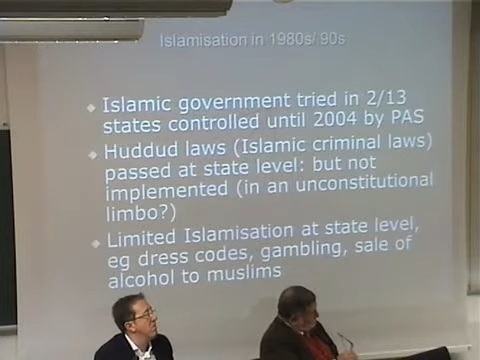 Islamisation in 1980s/ 90s
Islamic government tried in 2/13
states controlled until 2004 by PAS
Huddud laws (Islamic criminal laws)
passed at state level: but not
implemented (in an unconstitutional
limbo?)
Limited Islamisation at state level,
eg dress codes, gambling, sale of
alcohol to muslims